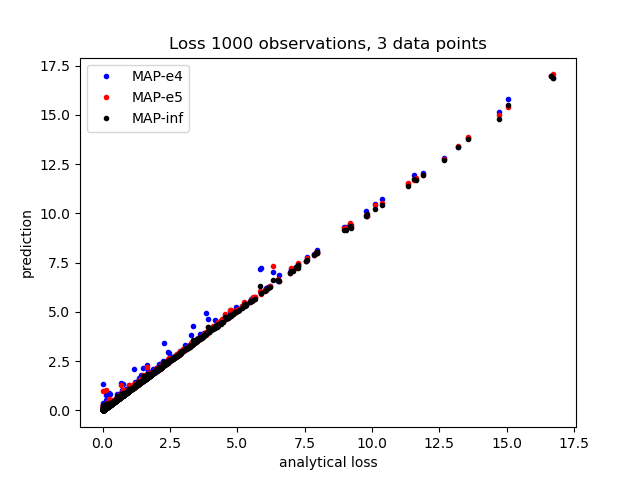 Loss 1000 observations, 3 data points
17.5
15.0
12.5
10.0
7.5
5.0
2.5
0.0
prediction
MAP-e4
MAP-e5
MAP-inf
0.0 2.5 5.0 7.5 10.0 12.5 15.0 17.5
analytical loss